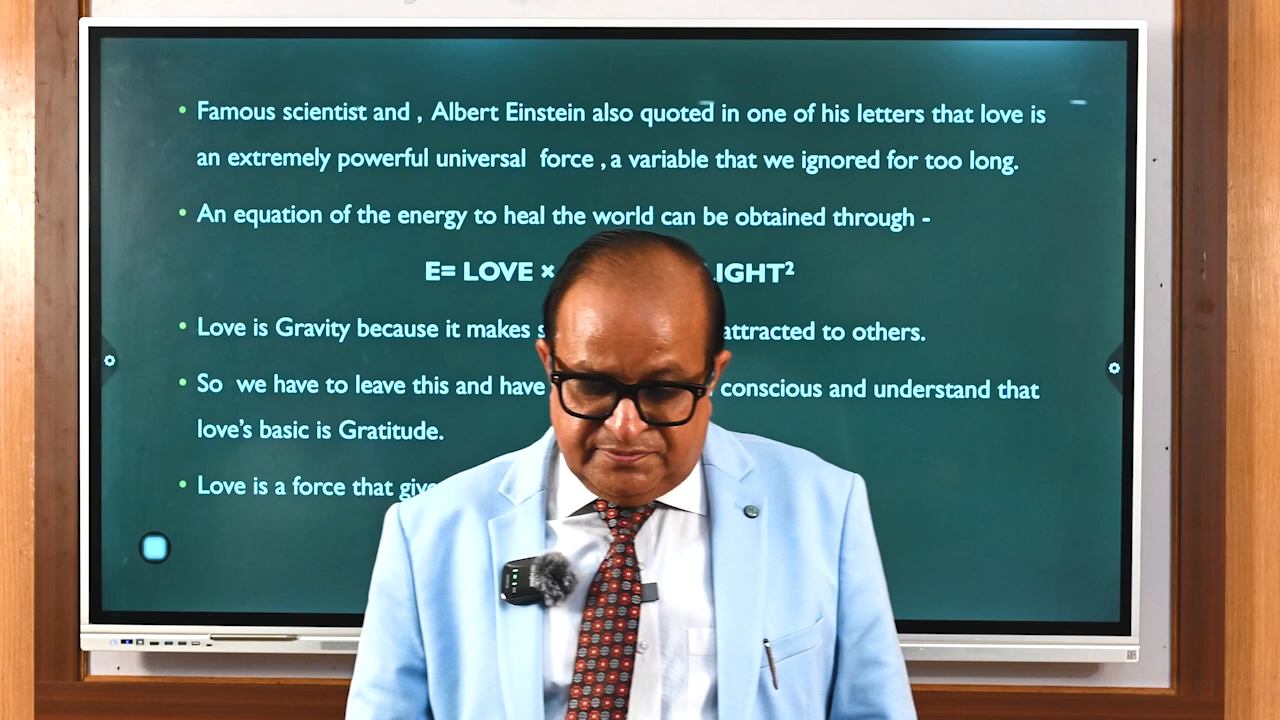 • Famous scientist and , Albert Einstein also quoted in one of his letters that love is
an extremely powerful universal force , a variable that we ignored for too long.
• An equation of the energy to heal the world can be obtained through -
E= LOVE × LIGHT²
• Love is Gravity because it makes attracted to others.
• So we have to leave this and have conscious and understand that
love's basic is Gratitude.
• Love is a force that